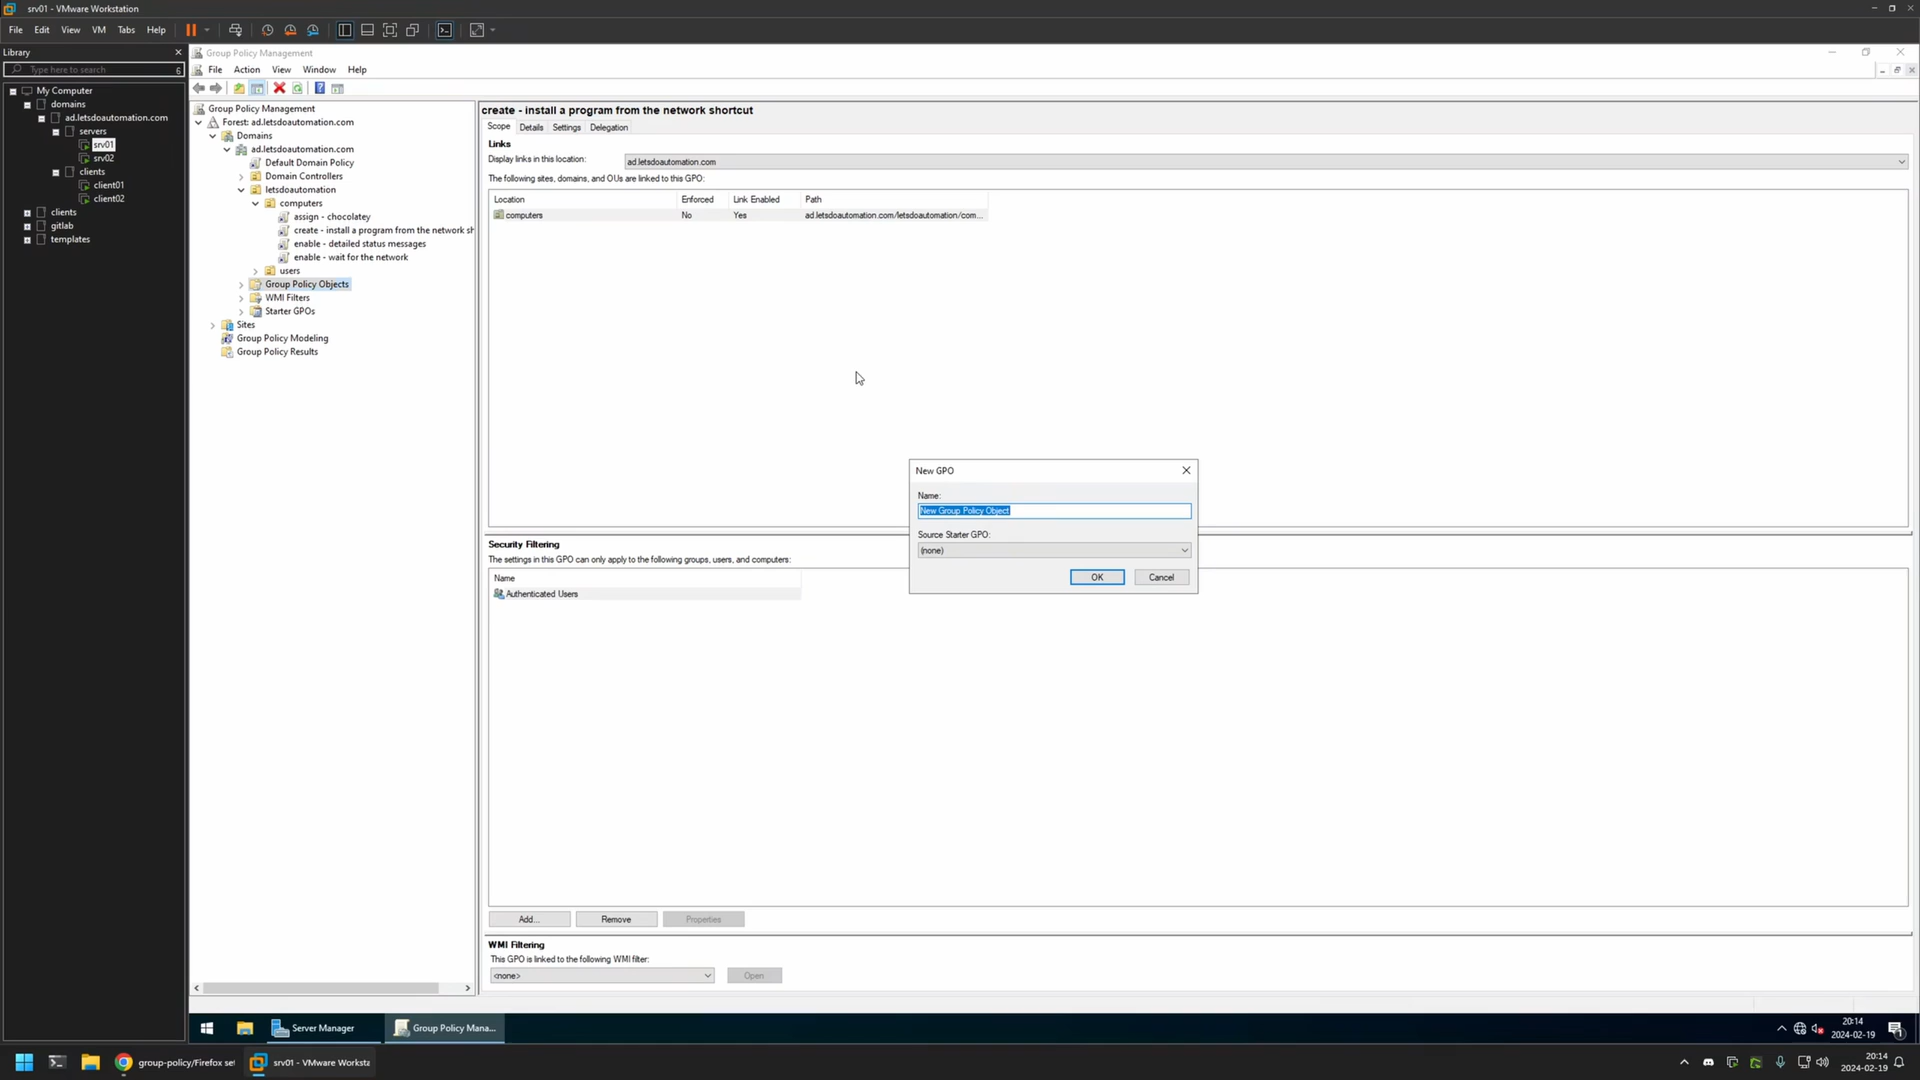 srv01 - VMware Workstation
File Edit View VM Tabs Help
Library
Type here to search
6
My Computer
domains
ad.letsdoautomation.com
servers
srv01
srv02
clients
client01
client02
clients
gitlab
templates
Group Policy Management
File Action View Window Help
Group Policy Management
Forest: ad.letsdoautomation.com
Domains
ad.letsdoautomation.com
Default Domain Policy
Domain Controllers
letsdoautomation
computers
assign - chocolatey
create - install a program from the network sh
enable - detailed status messages
enable - wait for the network
users
Group Policy Objects
WMI Filters
Starter GPOs
Sites
Group Policy Modeling
Group Policy Results
create - install a program from the network shortcut
Scope Details Settings Delegation
Links
Display links in this location: ad.letsdoautomation.com
The following sites, domains, and OUs are linked to this GPO:
Location Enforced Link Enabled Path
computers No Yes ad.letsdoautomation.com/letsdoautomation/com...
New GPO
Name:
New Group Policy Object
Source Starter GPO:
(none)
OK Cancel
Security Filtering
The settings in this GPO can only apply to the following groups, users, and computers:
Name
Authenticated Users
Add... Remove Properties
WMI Filtering
This GPO is linked to the following WMI filter:
<none> Open
Server Manager Group Policy Mana...
20:14
2024-02-19
1
group-policy/Firefox set srv01 - VMware Workst
20:14
2024-02-19